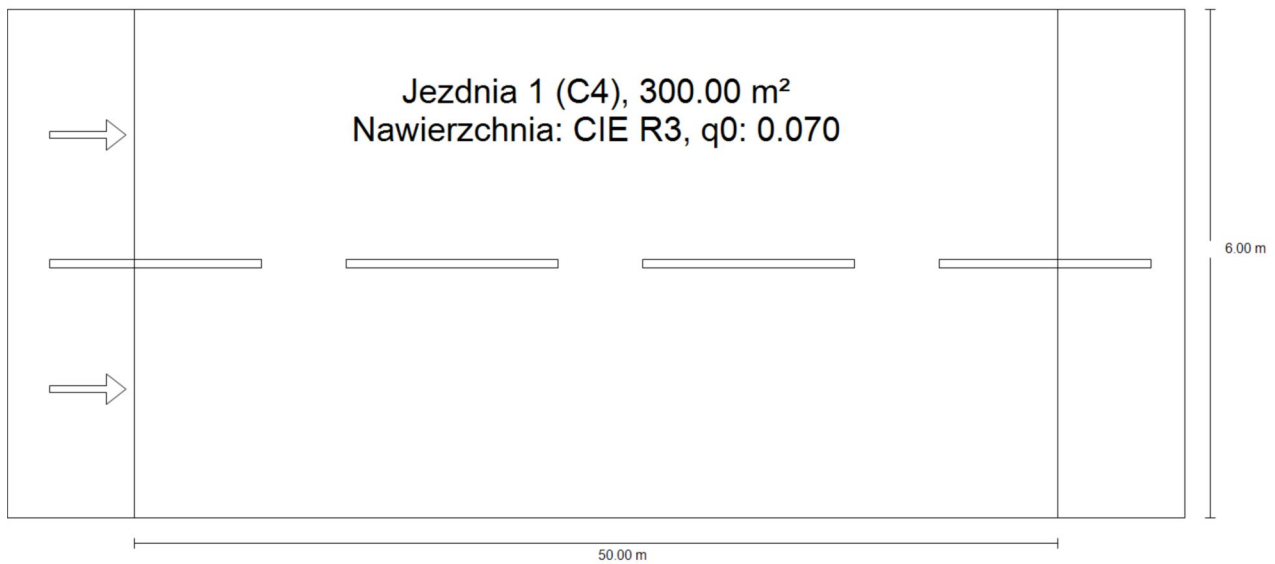 Jezdnia 1 (C4), 300.00 m²
Nawierzchnia: CIE R3, q0: 0.070
6.00 m
50.00 m